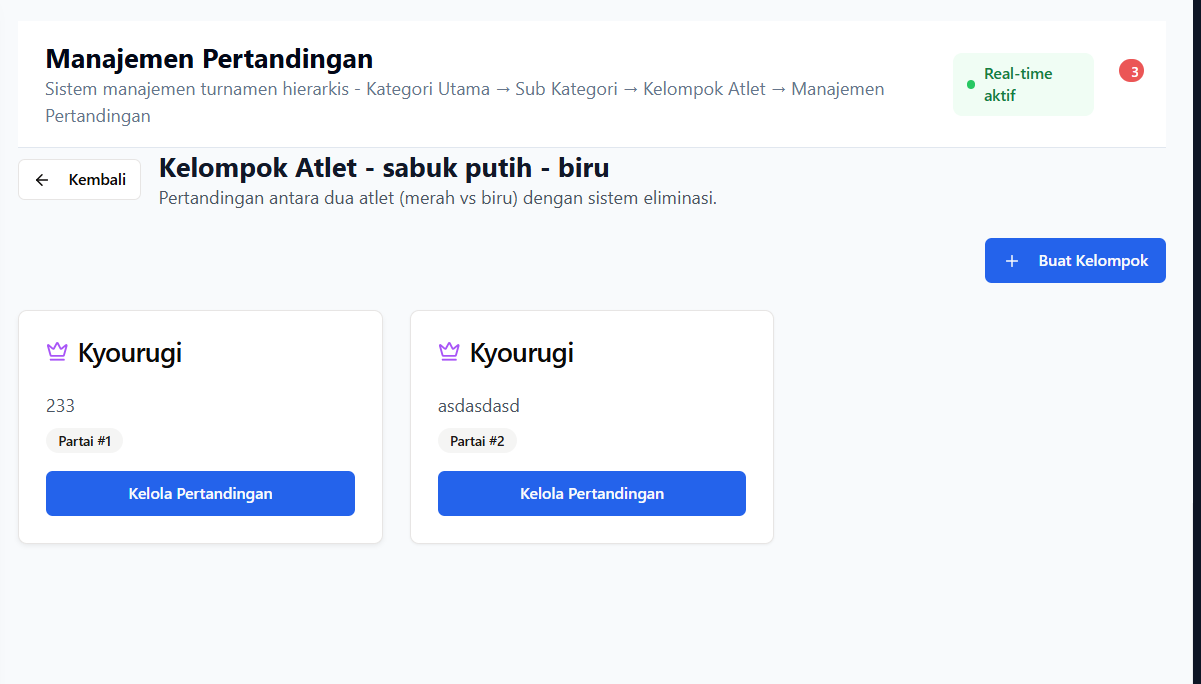 Manajemen Pertandingan
Sistem manajemen turnamen hierarkis - Kategori Utama → Sub Kategori → Kelompok Atlet → Manajemen
Pertandingan
Real-time
aktif
3
Kembali
Kelompok Atlet - sabuk putih - biru
Pertandingan antara dua atlet (merah vs biru) dengan sistem eliminasi.
Buat Kelompok
Kyourugi
233
Partai #1
Kelola Pertandingan
Kyourugi
asdasdasd
Partai #2
Kelola Pertandingan